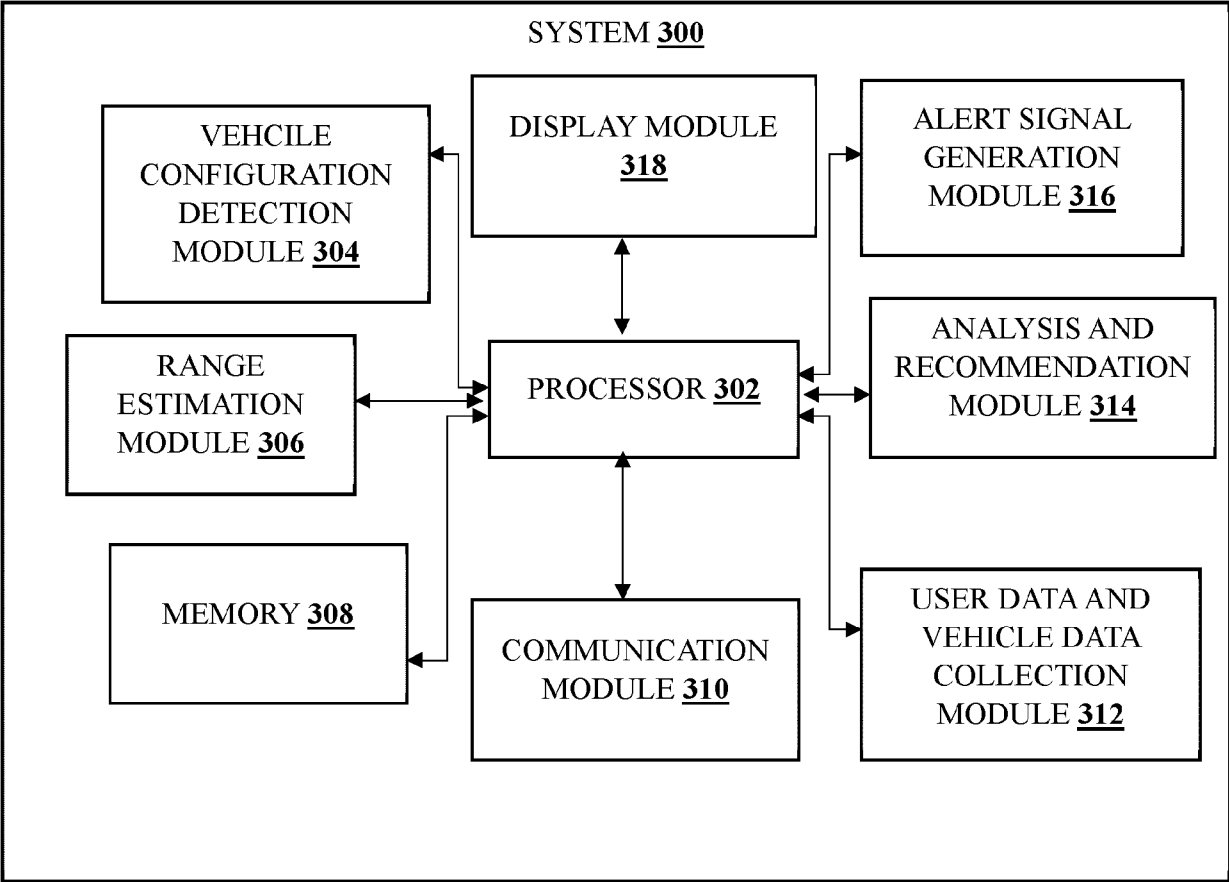 SYSTEM 300
VEHCILE
CONFIGURATION
DETECTION
MODULE 304
DISPLAY MODULE
318
ALERT SIGNAL
GENERATION
MODULE 316
RANGE
ESTIMATION
MODULE 306
PROCESSOR 302
ANALYSIS AND
RECOMMENDATION
MODULE 314
MEMORY 308
COMMUNICATION
MODULE 310
USER DATA AND
VEHICLE DATA
COLLECTION
MODULE 312